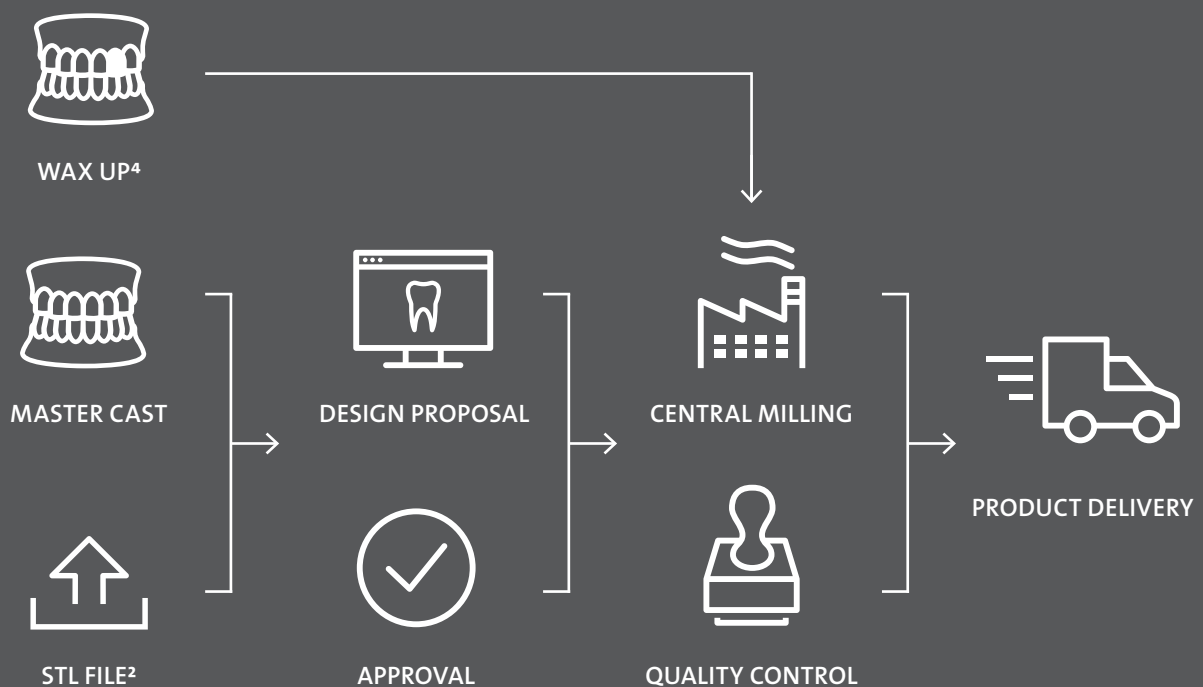 WAX UP⁴
MASTER CAST
DESIGN PROPOSAL
CENTRAL MILLING
PRODUCT DELIVERY
STL FILE²
APPROVAL
QUALITY CONTROL